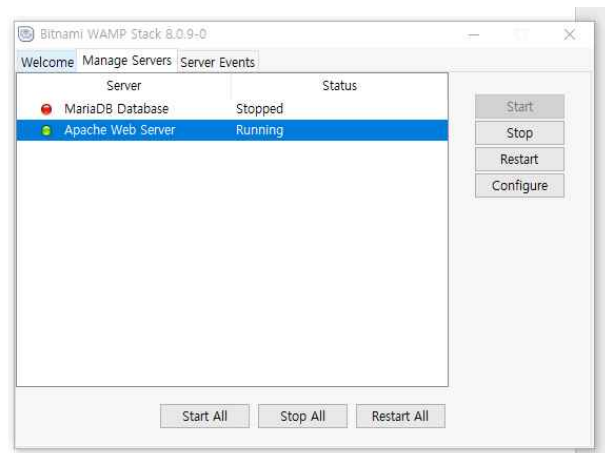 Bitnami WAMP Stack 8.0.9-0
Welcome Manage Servers Server Events
Server Status
MariaDB Database Stopped
Apache Web Server Running
Start
Stop
Restart
Configure
Start All Stop All Restart All